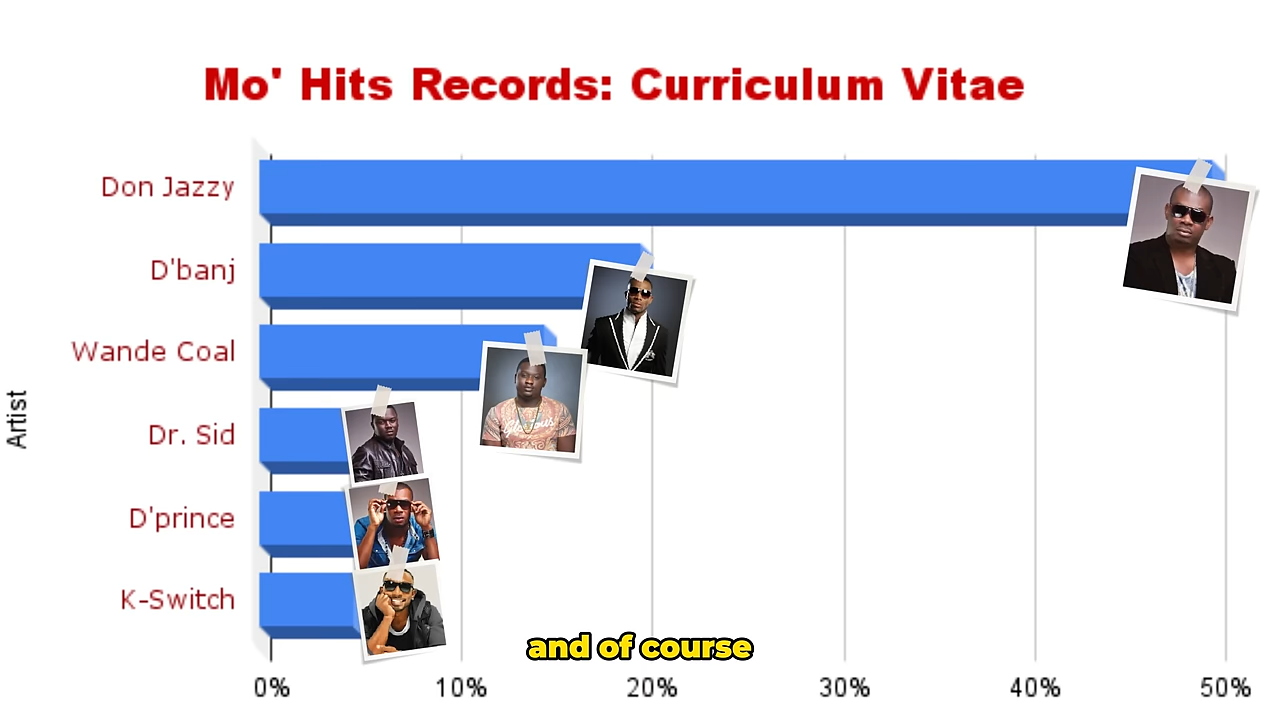 Mo' Hits Records: Curriculum Vitae
Don Jazzy
D'banj
Wande Coal
Dr. Sid
D'prince
K-Switch
Artist
and of course
0% 10% 20% 30% 40% 50%